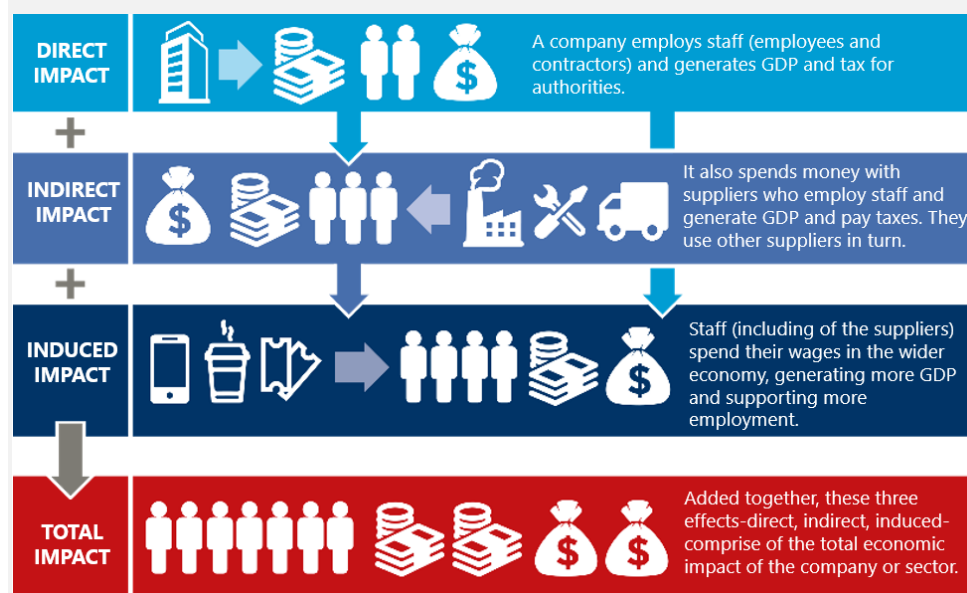 DIRECT
IMPACT
A company employs staff (employees and
contractors) and generates GDP and tax for
authorities.
$
+
INDIRECT
IMPACT
$
It also spends money with
suppliers who employ staff and
generate GDP and pay taxes. They
use other suppliers in turn.
+
INDUCED
IMPACT
$
Staff (including of the suppliers)
spend their wages in the wider
economy, generating more GDP
and supporting more
employment.
TOTAL
IMPACT
$ $
Added together, these three
effects-direct, indirect, induced-
comprise of the total economic
impact of the company or sector.